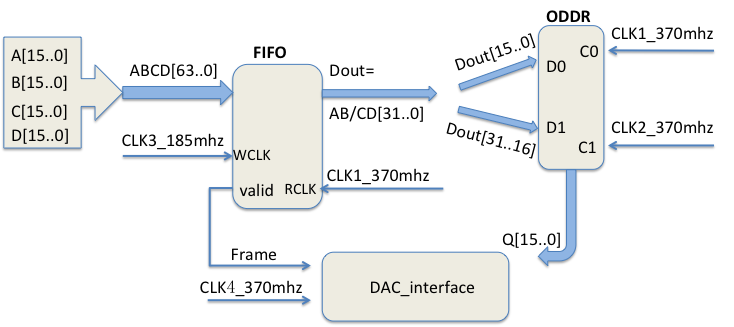 ODDR
A[15..0]
B[15..0]
C[15..0]
D[15..0]
ABCD[63..0]
FIFO
Dout=
AB/CD[31..0]
Dout[15..0]
Dout[31..16]
D0
C0
D1
C1
CLK1_370mhz
CLK2_370mhz
CLK3_185mhz
WCLK
valid
RCLK
CLK1_370mhz
Q[15..0]
Frame
CLK4_370mhz
DAC_interface